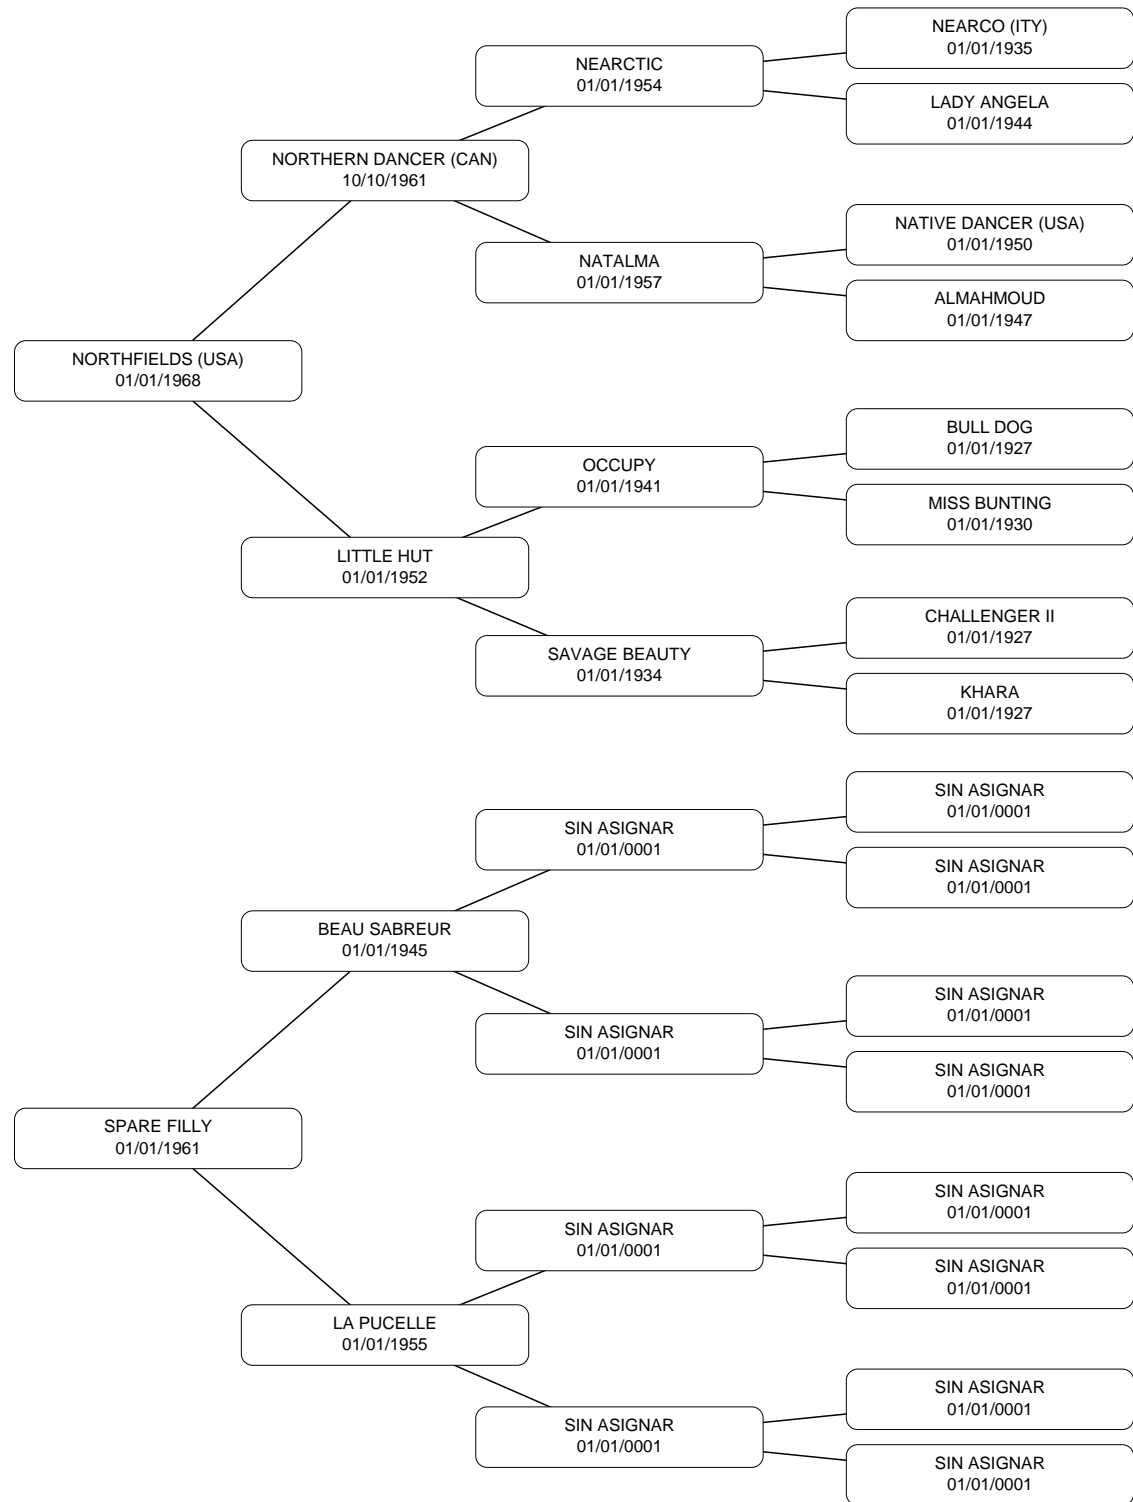 NEARCO (ITY)
01/01/1935
NEARCTIC
01/01/1954
LADY ANGELA
01/01/1944
NORTHERN DANCER (CAN)
10/10/1961
NATIVE DANCER (USA)
01/01/1950
NATALMA
01/01/1957
ALMAHMOUD
01/01/1947
NORTHFIELDS (USA)
01/01/1968
BULL DOG
01/01/1927
OCCUPY
01/01/1941
MISS BUNTING
01/01/1930
LITTLE HUT
01/01/1952
CHALLENGER II
01/01/1927
SAVAGE BEAUTY
01/01/1934
KHARA
01/01/1927
SIN ASIGNAR
01/01/0001
SIN ASIGNAR
01/01/0001
SIN ASIGNAR
01/01/0001
BEAU SABREUR
01/01/1945
SIN ASIGNAR
01/01/0001
SIN ASIGNAR
01/01/0001
SIN ASIGNAR
01/01/0001
SPARE FILLY
01/01/1961
SIN ASIGNAR
01/01/0001
SIN ASIGNAR
01/01/0001
SIN ASIGNAR
01/01/0001
LA PUCELLE
01/01/1955
SIN ASIGNAR
01/01/0001
SIN ASIGNAR
01/01/0001
SIN ASIGNAR
01/01/0001